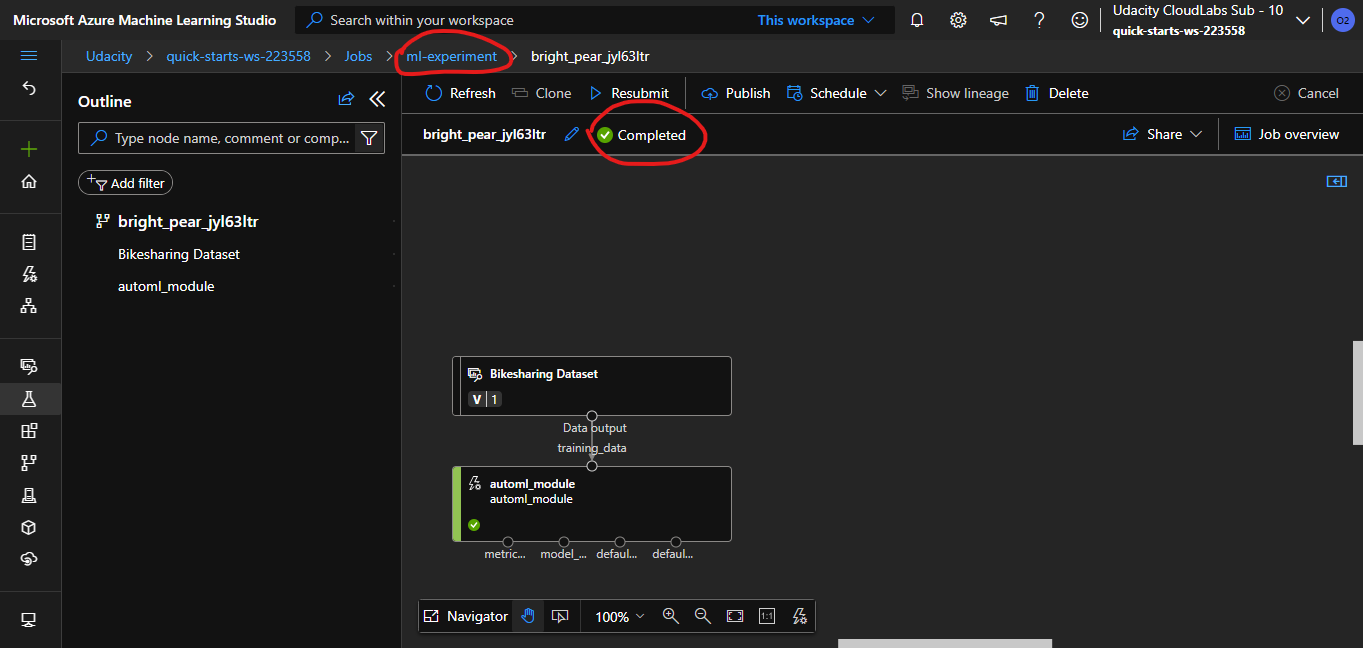 Microsoft Azure Machine Learning Studio
Search within your workspace
This workspace
Udacity CloudLabs Sub - 10
quick-starts-ws-223558
O2
Udacity > quick-starts-ws-223558 > Jobs > ml-experiment > bright_pear_jyl63ltr
Outline
Type node name, comment or comp...
Add filter
bright_pear_jyl63ltr
Bikesharing Dataset
automl_module
Refresh Clone Resubmit Publish Schedule Show lineage Delete Cancel
bright_pear_jyl63ltr Completed Share Job overview
Bikesharing Dataset
V 1
Data output
training_data
automl_module
automl_module
metric... model_... defaul... defaul...
Navigator 100% 1:1